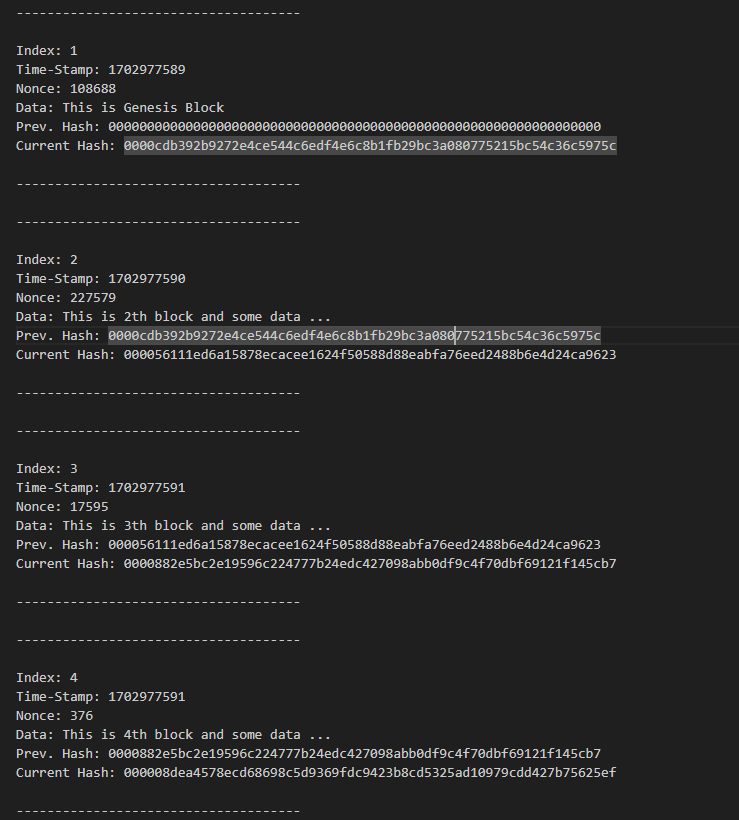 -------------------------------------
Index: 1
Time-Stamp: 1702977589
Nonce: 108688
Data: This is Genesis Block
Prev. Hash: 0000000000000000000000000000000000000000000000000000000000000000
Current Hash: 0000cdb392b9272e4ce544c6edf4e6c8b1fb29bc3a080775215bc54c36c5975c
-------------------------------------
-------------------------------------
Index: 2
Time-Stamp: 1702977590
Nonce: 227579
Data: This is 2th block and some data ...
Prev. Hash: 0000cdb392b9272e4ce544c6edf4e6c8b1fb29bc3a080775215bc54c36c5975c
Current Hash: 000056111ed6a15878ecacee1624f50588d88eabfa76eed2488b6e4d24ca9623
-------------------------------------
-------------------------------------
Index: 3
Time-Stamp: 1702977591
Nonce: 17595
Data: This is 3th block and some data ...
Prev. Hash: 000056111ed6a15878ecacee1624f50588d88eabfa76eed2488b6e4d24ca9623
Current Hash: 0000882e5bc2e19596c224777b24edc427098abb0df9c4f70dbf69121f145cb7
-------------------------------------
-------------------------------------
Index: 4
Time-Stamp: 1702977591
Nonce: 376
Data: This is 4th block and some data ...
Prev. Hash: 0000882e5bc2e19596c224777b24edc427098abb0df9c4f70dbf69121f145cb7
Current Hash: 000008dea4578ecd68698c5d9369fdc9423b8cd5325ad10979cdd427b75625ef
-------------------------------------